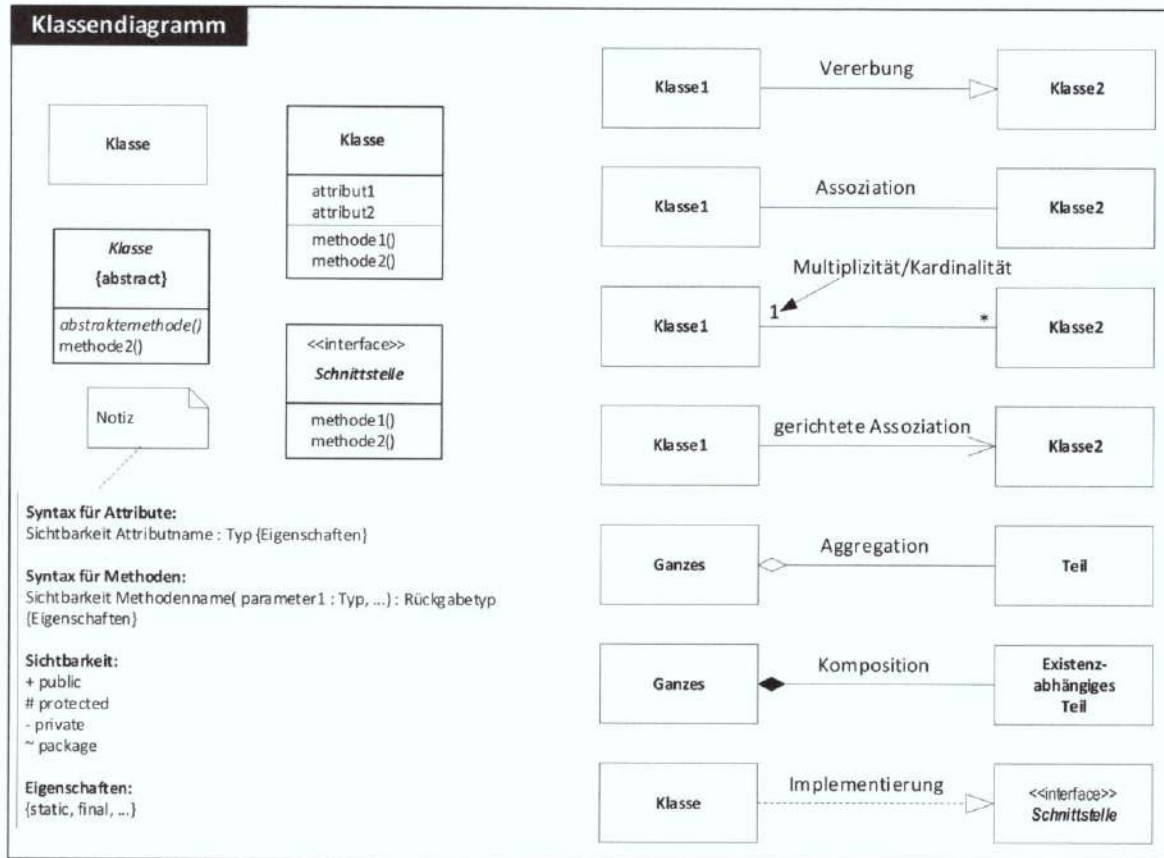 Klassendiagramm
Klasse
Klasse
attribut1
attribut2
methode1()
methode2()
Klasse
{abstract}
abstraktemethode()
methode2()
<<interface>>
Schnittstelle
methode1()
methode2()
Notiz
Syntax für Attribute:
Sichtbarkeit Attributname : Typ {Eigenschaften}
Syntax für Methoden:
Sichtbarkeit Methodenname( parameter1 : Typ, ...) : Rückgabetyp
{Eigenschaften}
Sichtbarkeit:
+ public
# protected
- private
~ package
Eigenschaften:
{static, final, ...}
Klasse1
Vererbung
Klasse2
Klasse1
Assoziation
Klasse2
Multiplizität/Kardinalität
Klasse1
1
*
Klasse2
Klasse1
gerichtete Assoziation
Klasse2
Ganzes
Aggregation
Teil
Ganzes
Komposition
Existenz-
abhängiges
Teil
Klasse
Implementierung
<<interface>>
Schnittstelle